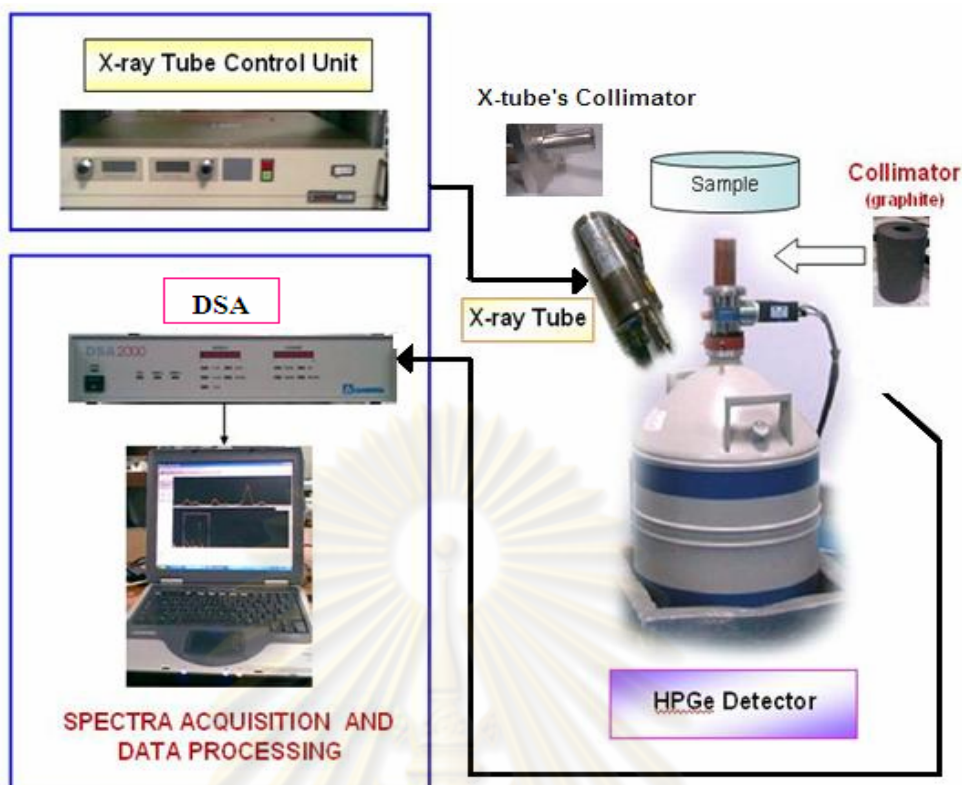 X-ray Tube Control Unit
X-tube's Collimator
Sample
Collimator
(graphite)
X-ray Tube
DSA
DSA 2000
SPECTRA ACQUISITION AND
DATA PROCESSING
HPGe Detector